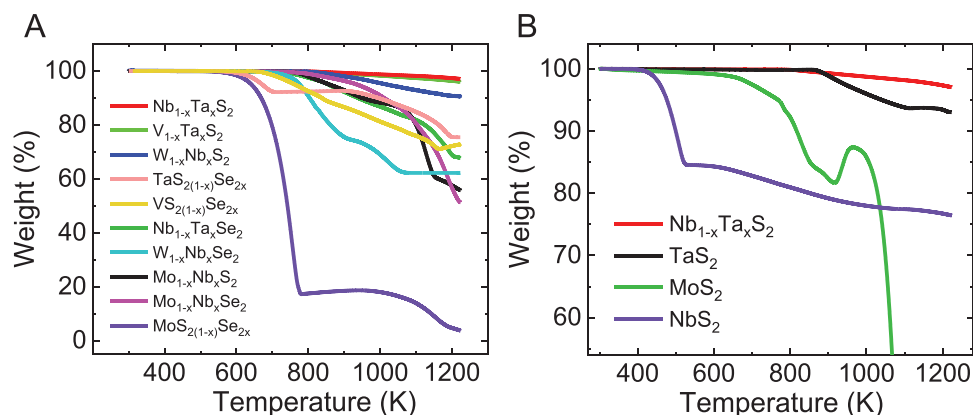 A
Weight (%)
100
80
60
40
20
0
Nb₁₋ₓTaₓS₂
V₁₋ₓTaₓS₂
W₁₋ₓNbₓS₂
TaS₂₍₁₋ₓ₎Se₂ₓ
VS₂₍₁₋ₓ₎Se₂ₓ
Nb₁₋ₓTaₓSe₂
W₁₋ₓNbₓSe₂
Mo₁₋ₓNbₓS₂
Mo₁₋ₓNbₓSe₂
MoS₂₍₁₋ₓ₎Se₂ₓ
400 600 800 1000 1200
Temperature (K)
B
Weight (%)
100
90
80
70
60
Nb₁₋ₓTaₓS₂
TaS₂
MoS₂
NbS₂
400 600 800 1000 1200
Temperature (K)